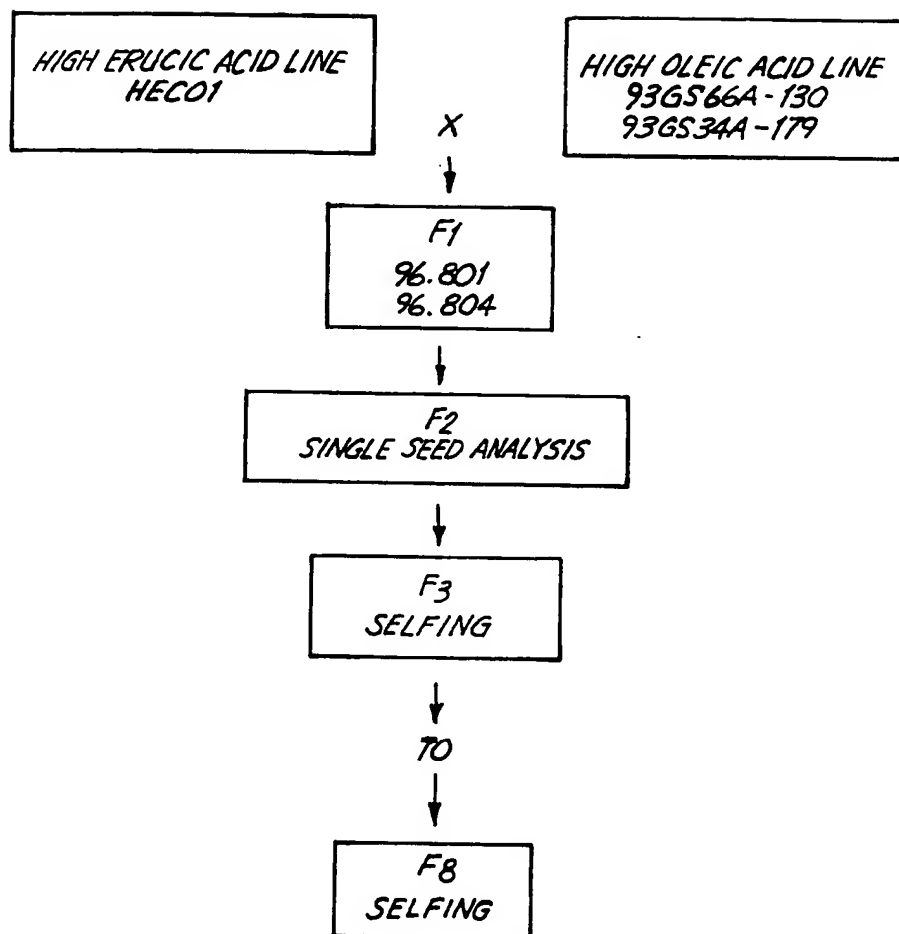 HIGH ERUCIC ACID LINE
HEC01
HIGH OLEIC ACID LINE
93GS66A-130
93GS34A-179
X
F1
96.801
96.804
F2
SINGLE SEED ANALYSIS
F3
SELFING
TO
F8
SELFING